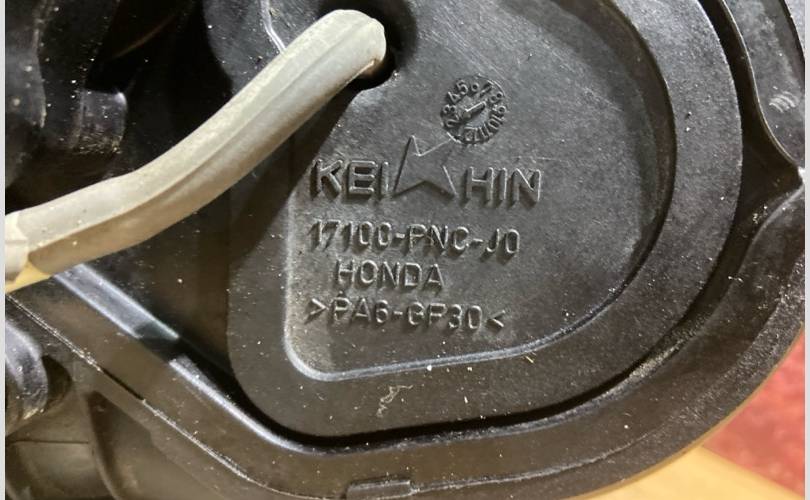 KEIHIN
17100-PNC-J0
HONDA
>PA6-GF30<